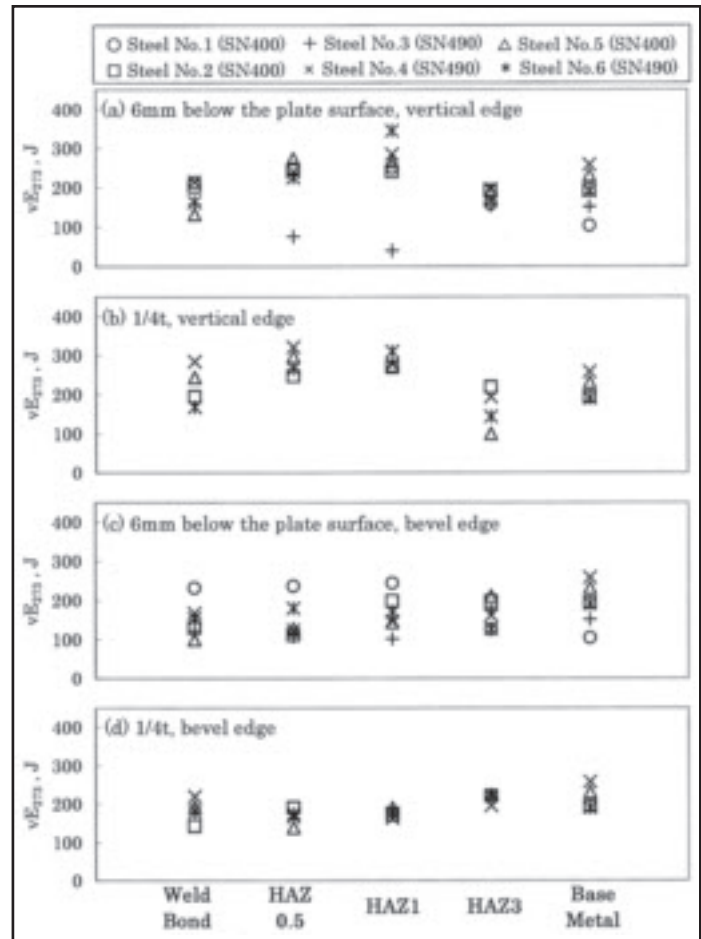 ○ Steel No.1 (SN400) + Steel No.3 (SN490) △ Steel No.5 (SN400)
□ Steel No.2 (SN400) × Steel No.4 (SN490) * Steel No.6 (SN490)
(a) 6mm below the plate surface, vertical edge
400
300
200
100
0
vE273 , J
(b) 1/4t, vertical edge
400
300
200
100
0
vE273 , J
(c) 6mm below the plate surface, bevel edge
400
300
200
100
0
vE273 , J
(d) 1/4t, bevel edge
400
300
200
100
0
vE273 , J
Weld HAZ HAZ1 HAZ3 Base
Bond 0.5 Metal